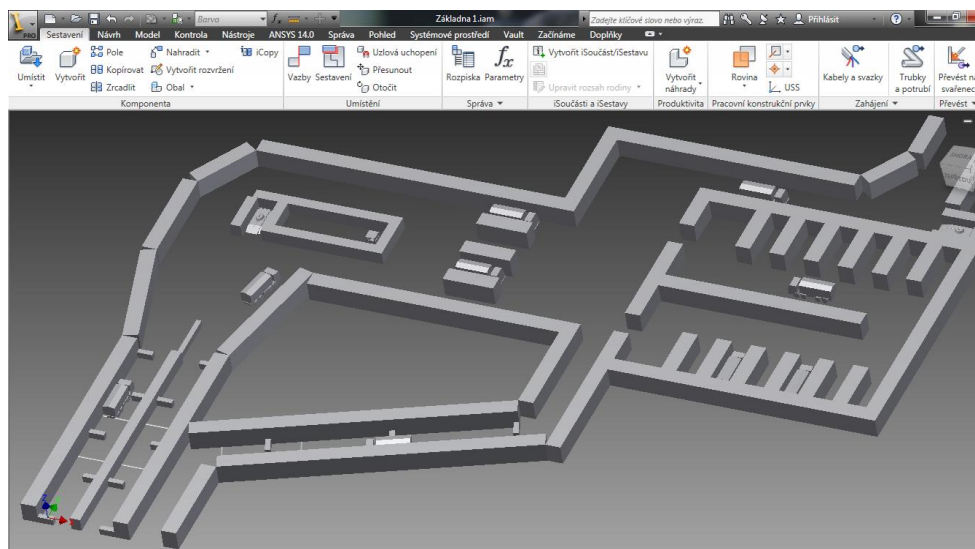 Barva Základna 1.iam Zadejte klíčové slovo nebo výraz. Přihlásit
PRO Sestavení Návrh Model Kontrola Nástroje ANSYS 14.0 Správa Pohled Systémové prostředí Vault Začínáme Doplňky
Pole Nahradit iCopy Uzlová uchopení Vytvořit iSoučást/iSestavu
Umístit Vytvořit Kopírovat Vytvořit rozvržení Vazby Sestavení Přesunout Rozpiska Parametry Vytvořit náhrady Rovina Kabely a svazky Trubky a potrubí Převést na svařenec
Zrcadlit Obal Otočit Upravit rozsah rodiny USS
Komponenta Umístění Správa iSoučásti a iSestavy Produktivita Pracovní konstrukční prvky Zahájení Převést